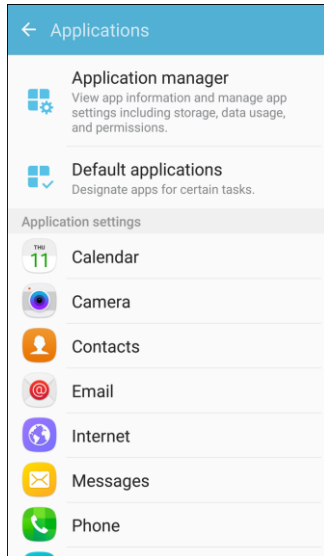 Applications
Application manager
View app information and manage app
settings including storage, data usage,
and permissions.
Default applications
Designate apps for certain tasks.
Application settings
THU
11
Calendar
Camera
Contacts
@
Email
Internet
Messages
Phone